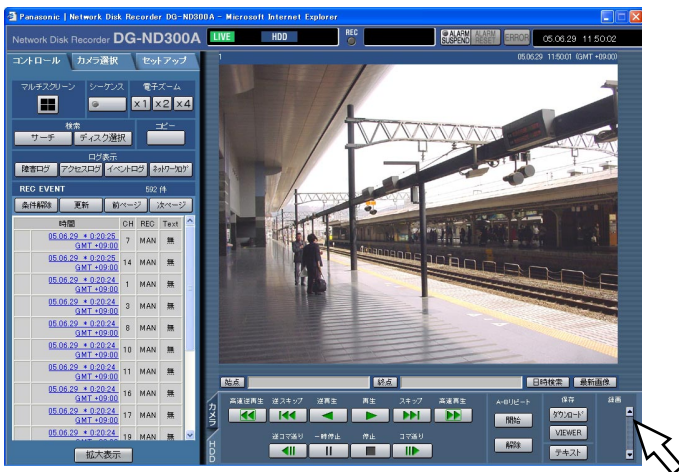 Panasonic | Network Disk Recorder DG-ND300A - Microsoft Internet Explorer
Network Disk Recorder DG-ND300A
LIVE HDD REC ALARM SUSPEND ALARM RESET ERROR 05.06.29 11:50:02
コントロール カメラ選択 セットアップ
1 05.06.29 11:50:01 (GMT +09:00)
マルチスクリーン シーケンス 電子ズーム
x1 x2 x4
検索 コピー
サーチ ディスク選択
ログ表示
障害ログ アクセスログ イベントログ ネットワークログ
REC EVENT 592 件
条件解除 更新 前ページ 次ページ
時間 CH REC Text
05.06.29 * 0:20:25 GMT +09:00 7 MAN 無
05.06.29 * 0:20:25 GMT +09:00 14 MAN 無
05.06.29 * 0:20:24 GMT +09:00 1 MAN 無
05.06.29 * 0:20:24 GMT +09:00 3 MAN 無
05.06.29 * 0:20:24 GMT +09:00 8 MAN 無
05.06.29 * 0:20:24 GMT +09:00 10 MAN 無
05.06.29 * 0:20:24 GMT +09:00 11 MAN 無
05.06.29 * 0:20:24 GMT +09:00 16 MAN 無
05.06.29 * 0:20:24 GMT +09:00 17 MAN 無
05.06.29 * 0:20:24 19 MAN 無
拡大表示
始点 終点 日時検索 最新画像
カメラ
HDD
高速逆再生 逆スキップ 逆再生 再生 スキップ 高速再生 A-Bリピート 保存 録画
開始 ダウンロード
逆コマ送り 一時停止 停止 コマ送り VIEWER
解除 テキスト